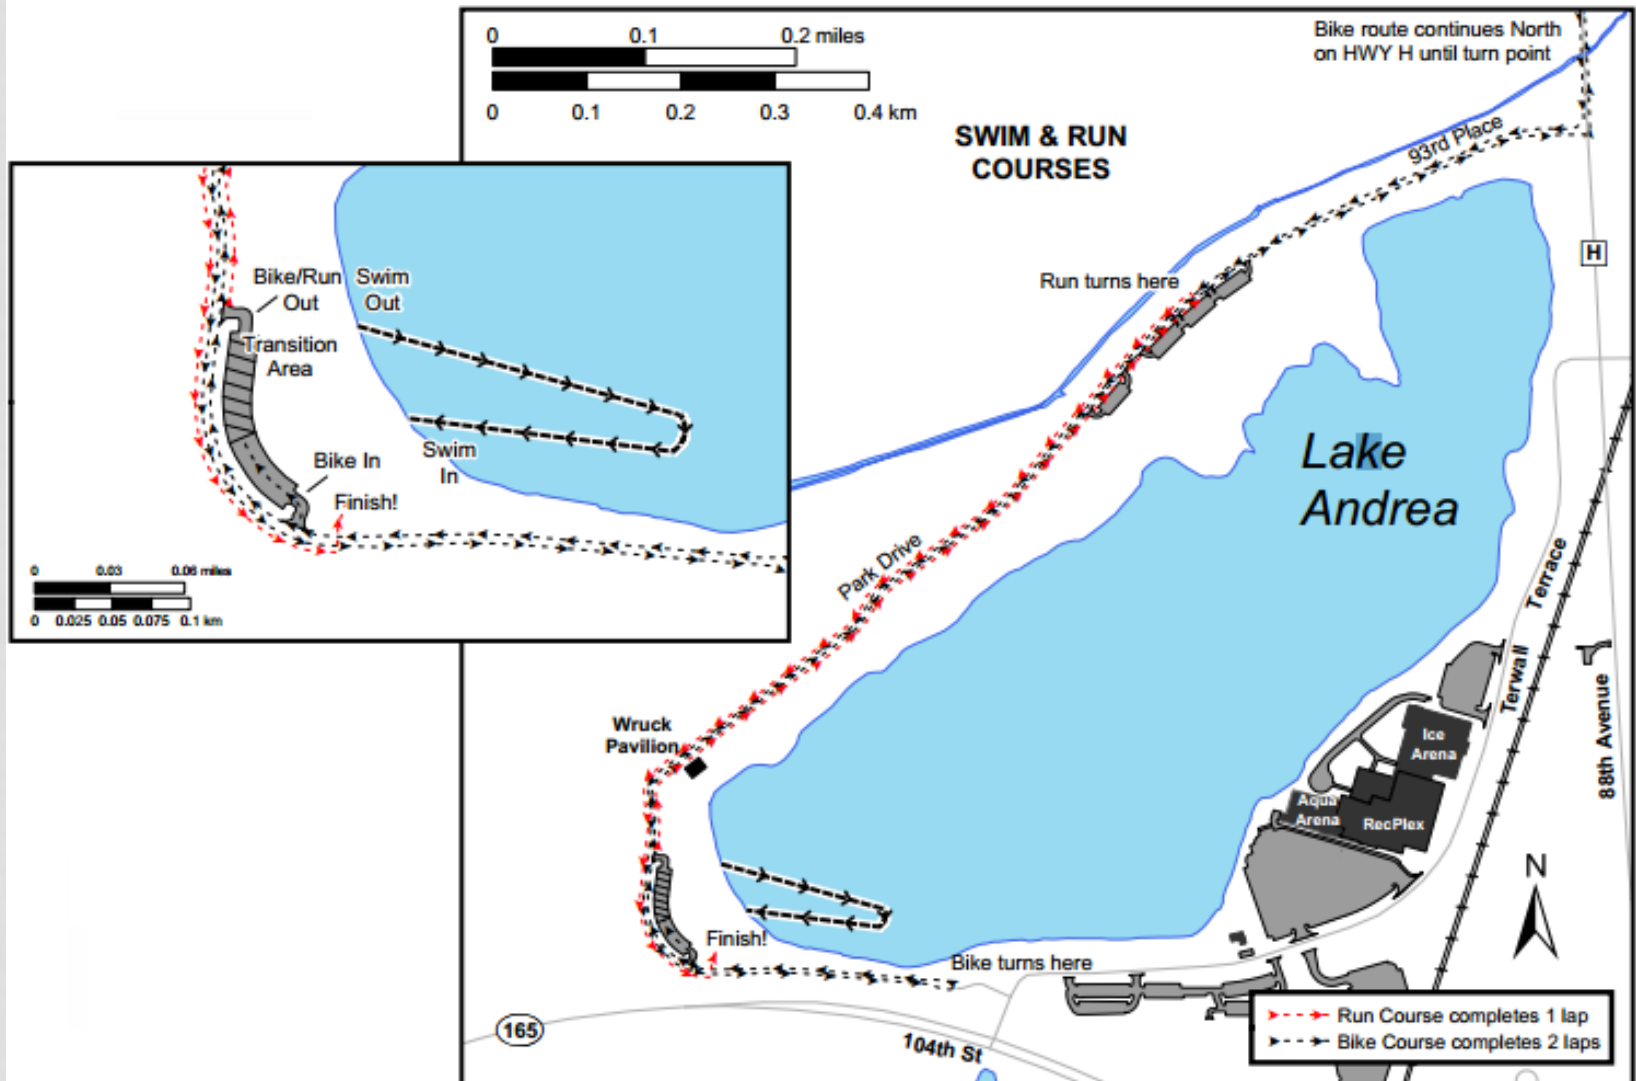 0 0.1 0.2 miles
0 0.1 0.2 0.3 0.4 km
Bike route continues North
on HWY H until turn point
SWIM & RUN
COURSES
93rd Place
H
Run turns here
Bike/Run
Out
Swim
Out
Transition
Area
Swim
In
Bike In
Finish!
0 0.03 0.06 miles
0 0.025 0.05 0.075 0.1 km
Lake
Andrea
Park Drive
Terwall Terrace
88th Avenue
Wruck
Pavilion
Ice
Arena
Aqua
Arena
RecPlex
Finish!
Bike turns here
N
165
104th St
Run Course completes 1 lap
Bike Course completes 2 laps